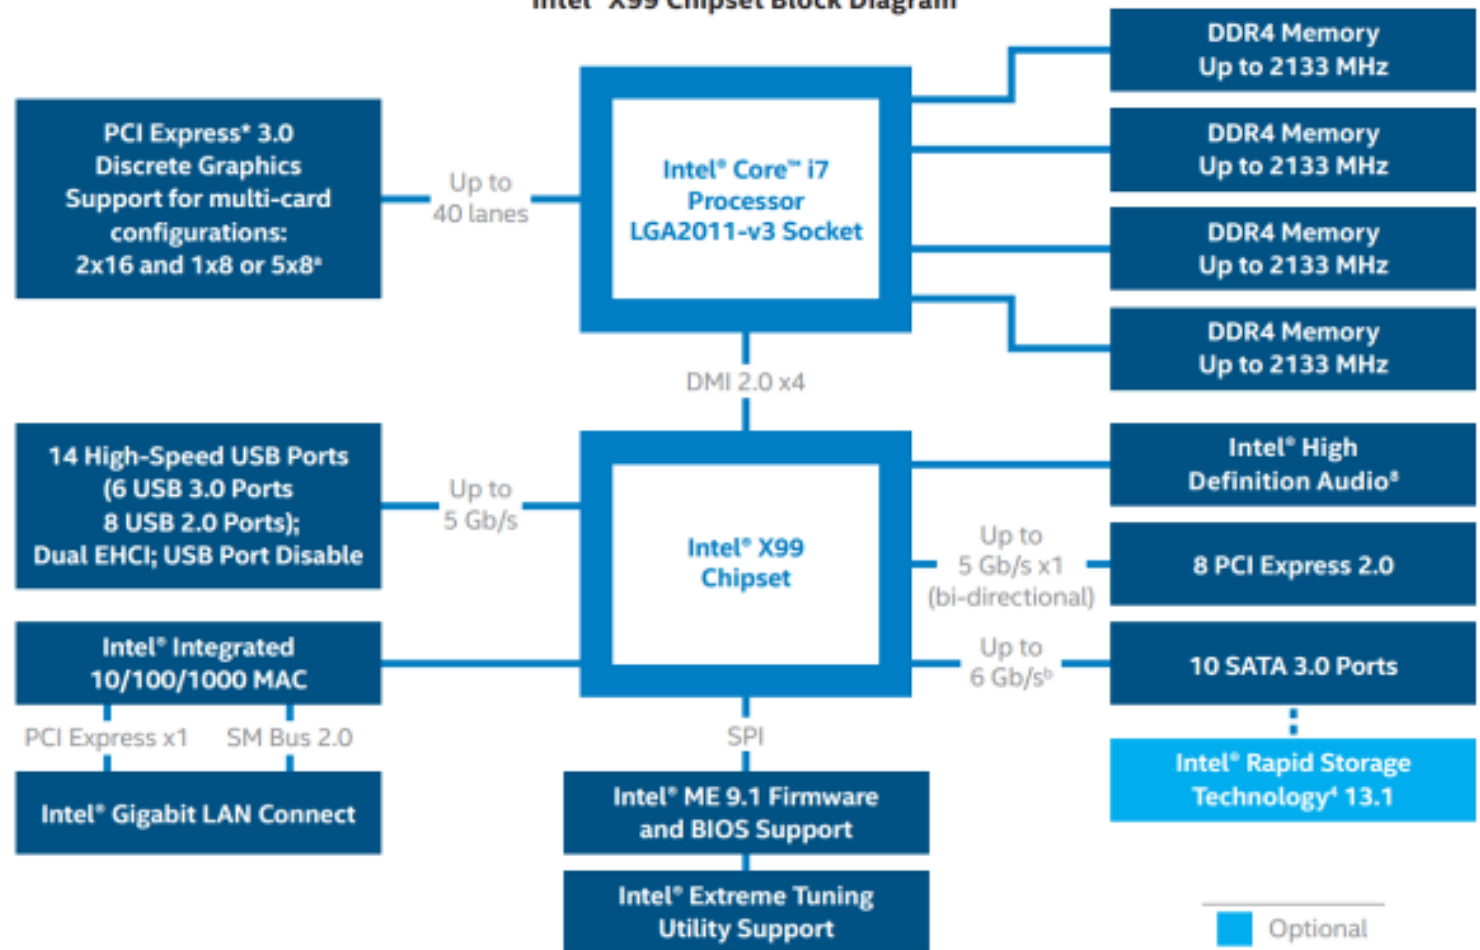 Intel® X99 Chipset Block Diagram
PCI Express* 3.0
Discrete Graphics
Support for multi-card
configurations:
2x16 and 1x8 or 5x8ª
Up to
40 lanes
Intel® Core™ i7
Processor
LGA2011-v3 Socket
DDR4 Memory
Up to 2133 MHz
DDR4 Memory
Up to 2133 MHz
DDR4 Memory
Up to 2133 MHz
DDR4 Memory
Up to 2133 MHz
DMI 2.0 x4
14 High-Speed USB Ports
(6 USB 3.0 Ports
8 USB 2.0 Ports);
Dual EHCI; USB Port Disable
Up to
5 Gb/s
Intel® X99
Chipset
Intel® High
Definition Audio⁸
Up to
5 Gb/s x1
(bi-directional)
8 PCI Express 2.0
Intel® Integrated
10/100/1000 MAC
Up to
6 Gb/sᵇ
10 SATA 3.0 Ports
PCI Express x1
SM Bus 2.0
SPI
Intel® Rapid Storage
Technology⁴ 13.1
Intel® Gigabit LAN Connect
Intel® ME 9.1 Firmware
and BIOS Support
Intel® Extreme Tuning
Utility Support
Optional